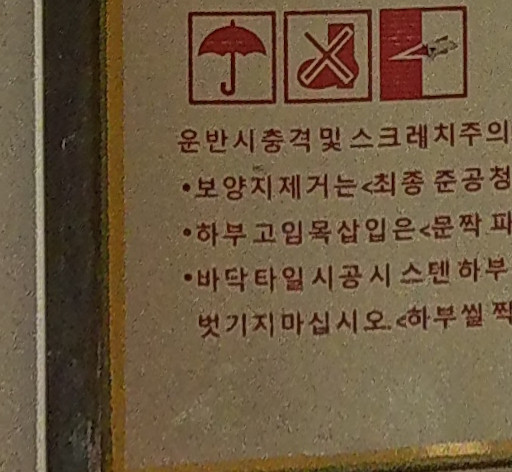 운반시충격및 스크레치주의
•보양지제거는<최종 준공청
•하부고임목삽입은<문짝 파
•바닥타일시공시 스텐하부
벗기지마십시오.<하부씰 짝